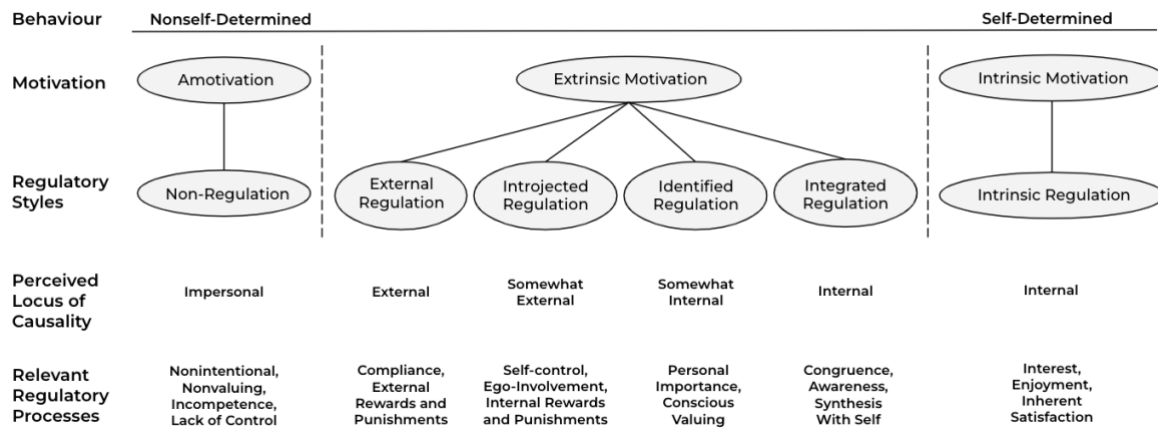 Behaviour
Nonself-Determined
Self-Determined
Motivation
Amotivation
Extrinsic Motivation
Intrinsic Motivation
Regulatory
Styles
Non-Regulation
External
Regulation
Introjected
Regulation
Identified
Regulation
Integrated
Regulation
Intrinsic Regulation
Perceived
Locus of
Causality
Impersonal
External
Somewhat
External
Somewhat
Internal
Internal
Internal
Relevant
Regulatory
Processes
Nonintentional,
Nonvaluing,
Incompetence,
Lack of Control
Compliance,
External
Rewards and
Punishments
Self-control,
Ego-Involvement,
Internal Rewards
and Punishments
Personal
Importance,
Conscious
Valuing
Congruence,
Awareness,
Synthesis
With Self
Interest,
Enjoyment,
Inherent
Satisfaction